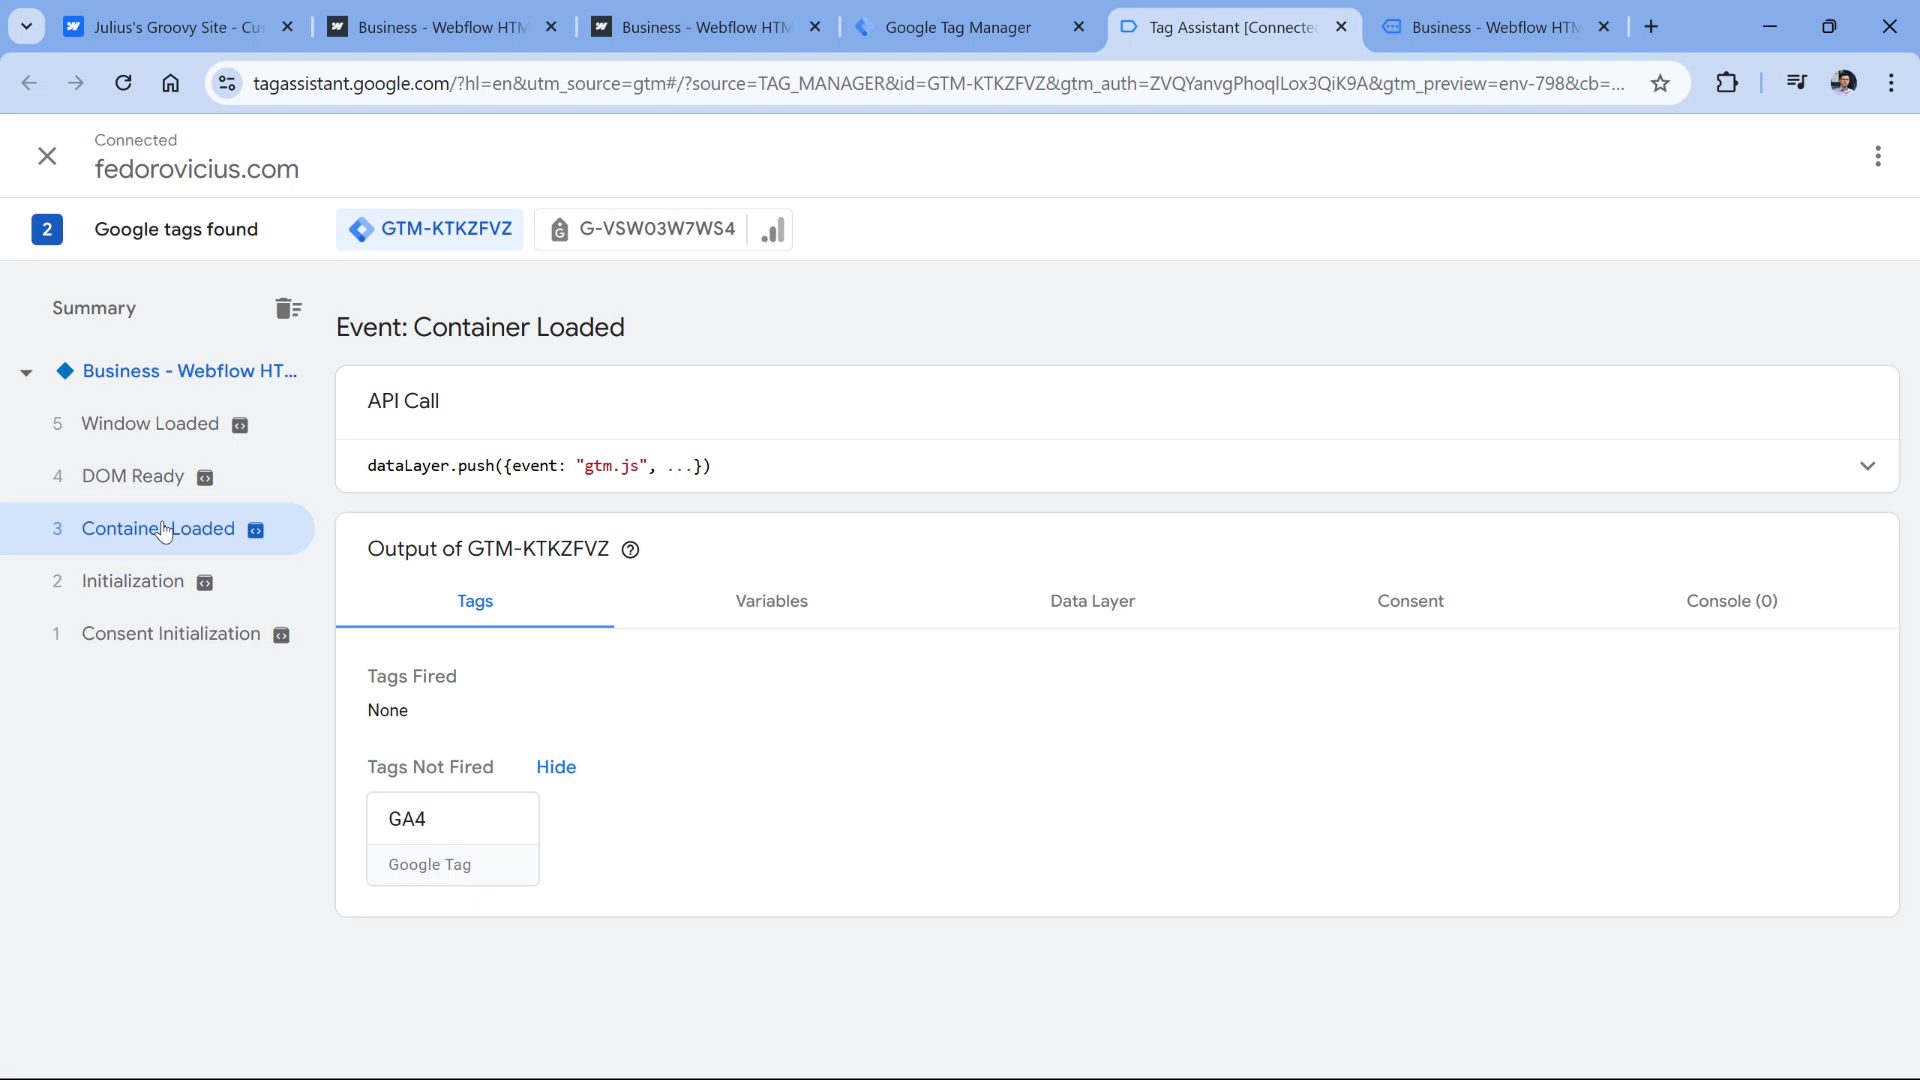 Julius's Groovy Site - Cu
Business - Webflow HTM
Business - Webflow HTM
Google Tag Manager
Tag Assistant [Connecte
Business - Webflow HTM
tagassistant.google.com/?hl=en&utm_source=gtm#/?source=TAG_MANAGER&id=GTM-KTKZFVZ&gtm_auth=ZVQYanvgPhoqlLox3QiK9A&gtm_preview=env-798&cb=...
Connected
fedorovicius.com
2
Google tags found
GTM-KTKZFVZ
G-VSW03W7WS4
Summary
Business - Webflow HT...
5 Window Loaded
4 DOM Ready
3 Container Loaded
2 Initialization
1 Consent Initialization
Event: Container Loaded
API Call
dataLayer.push({event: "gtm.js", ...})
Output of GTM-KTKZFVZ
Tags
Variables
Data Layer
Consent
Console (0)
Tags Fired
None
Tags Not Fired
Hide
GA4
Google Tag